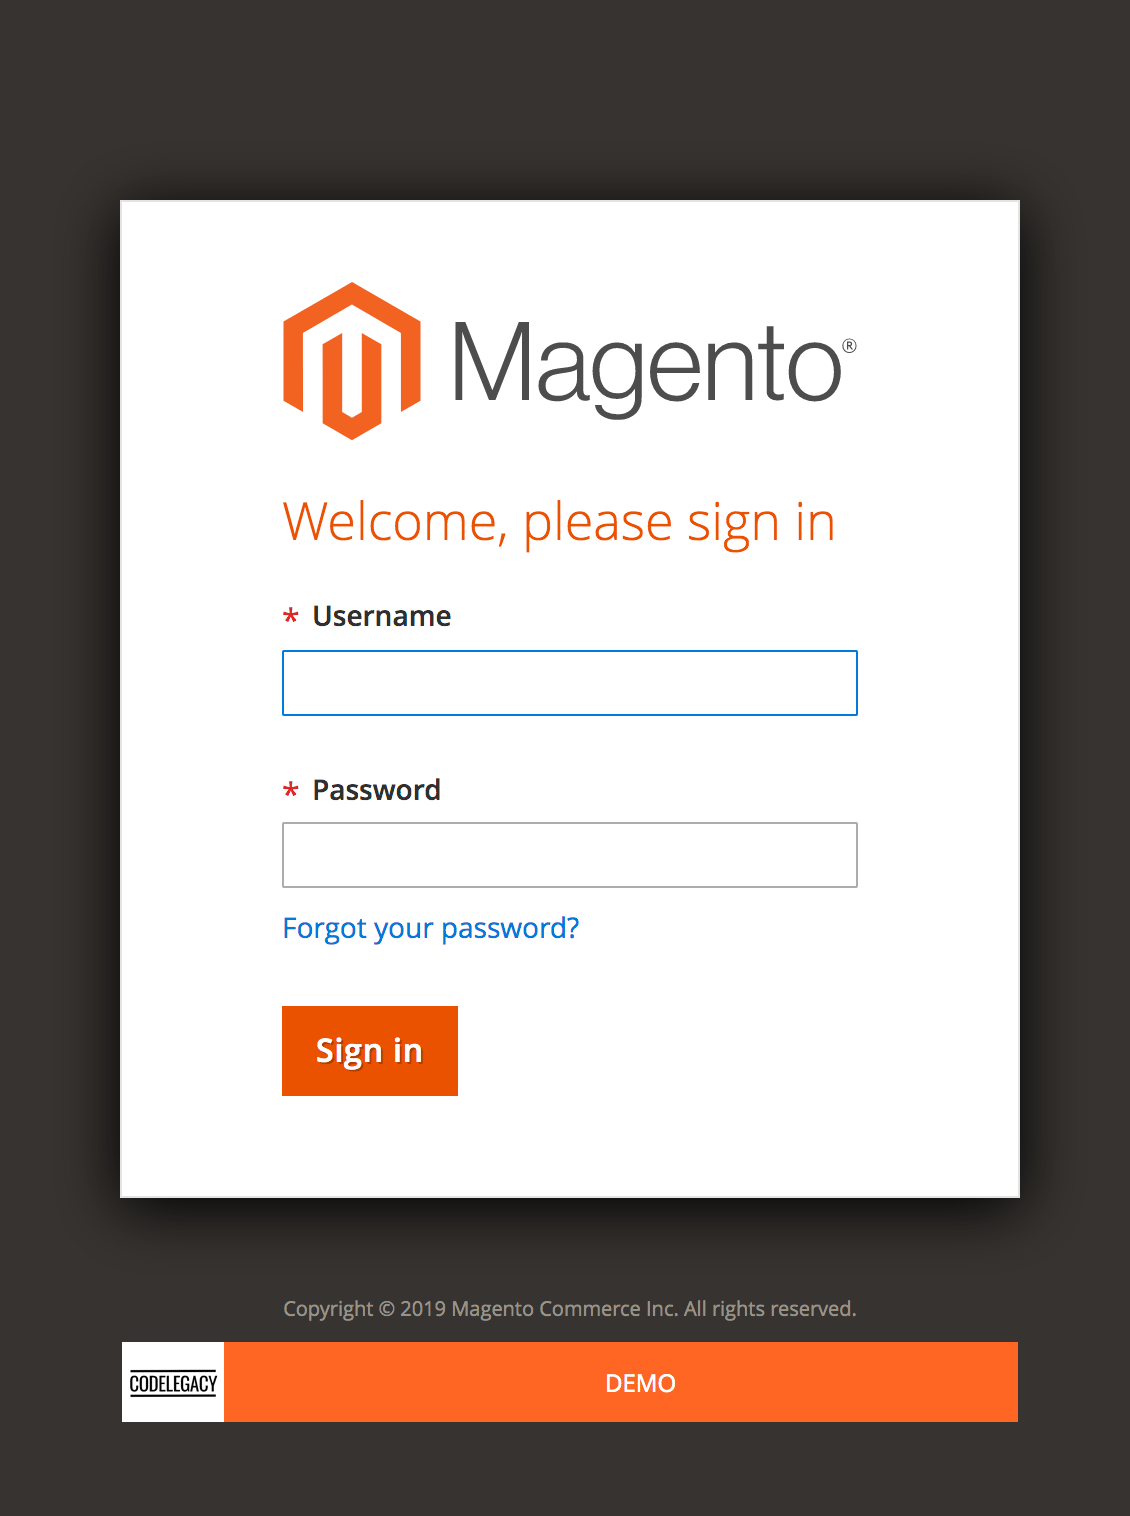 Magento®
Welcome, please sign in
* Username
* Password
Forgot your password?
Sign in
Copyright © 2019 Magento Commerce Inc. All rights reserved.
CODELEGACY
DEMO